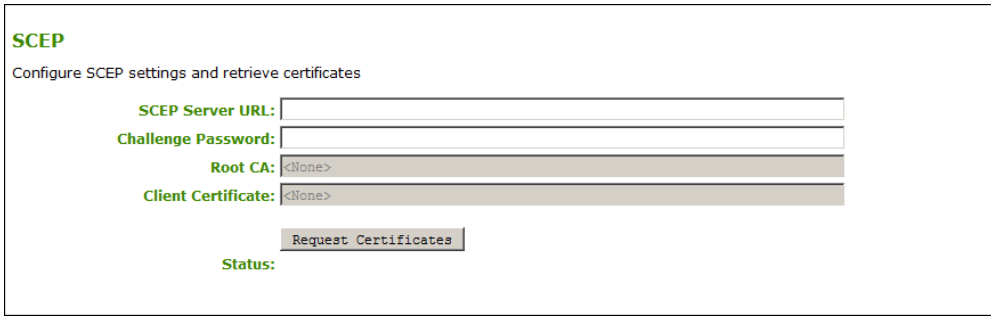 SCEP
Configure SCEP settings and retrieve certificates
SCEP Server URL:
Challenge Password:
Root CA: <None>
Client Certificate: <None>
Request Certificates
Status: